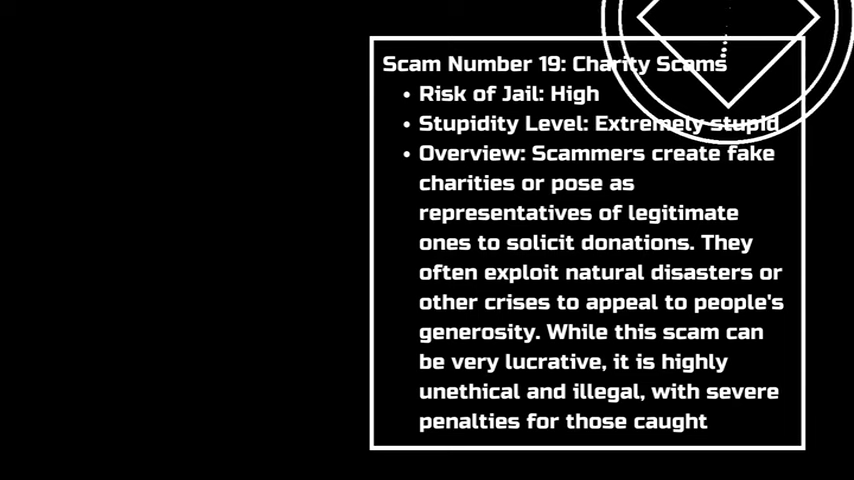 Scam Number 19: Charity Scams
• Risk of Jail: High
• Stupidity Level: Extremely stupid
• Overview: Scammers create fake
charities or pose as
representatives of legitimate
ones to solicit donations. They
often exploit natural disasters or
other crises to appeal to people's
generosity. While this scam can
be very lucrative, it is highly
unethical and illegal, with severe
penalties for those caught